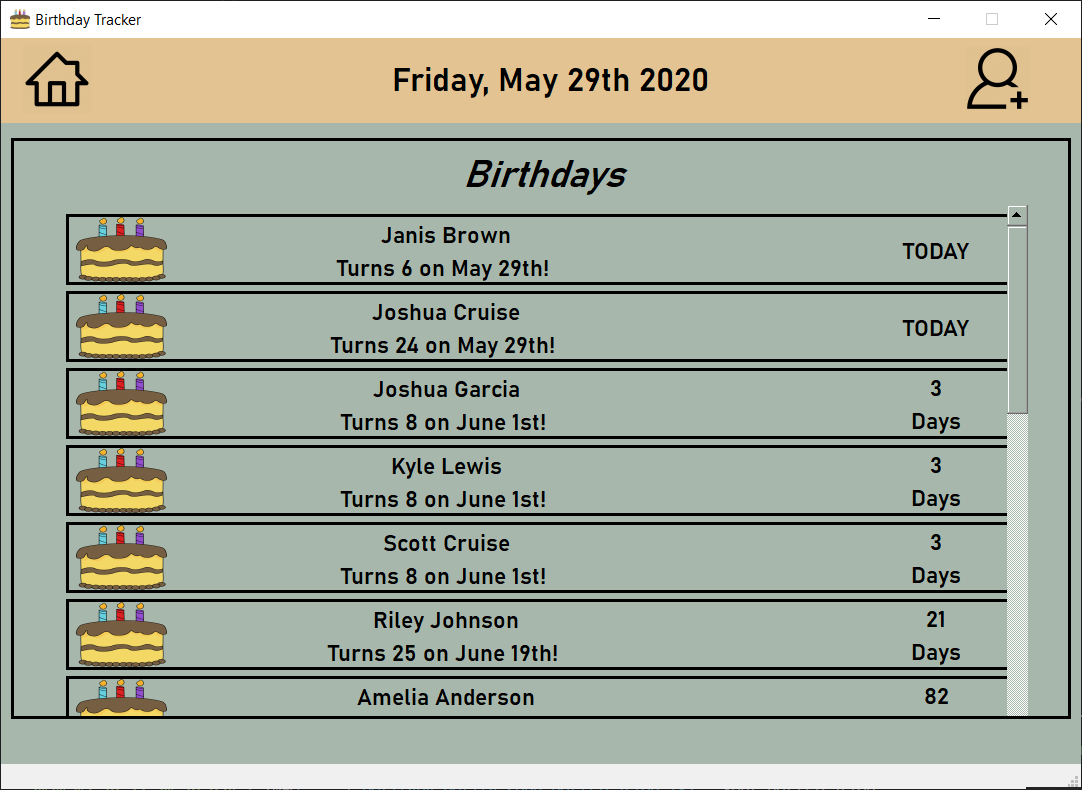 Birthday Tracker
Friday, May 29th 2020
Birthdays
Janis Brown
Turns 6 on May 29th!
TODAY
Joshua Cruise
Turns 24 on May 29th!
TODAY
Joshua Garcia
Turns 8 on June 1st!
3
Days
Kyle Lewis
Turns 8 on June 1st!
3
Days
Scott Cruise
Turns 8 on June 1st!
3
Days
Riley Johnson
Turns 25 on June 19th!
21
Days
Amelia Anderson
82